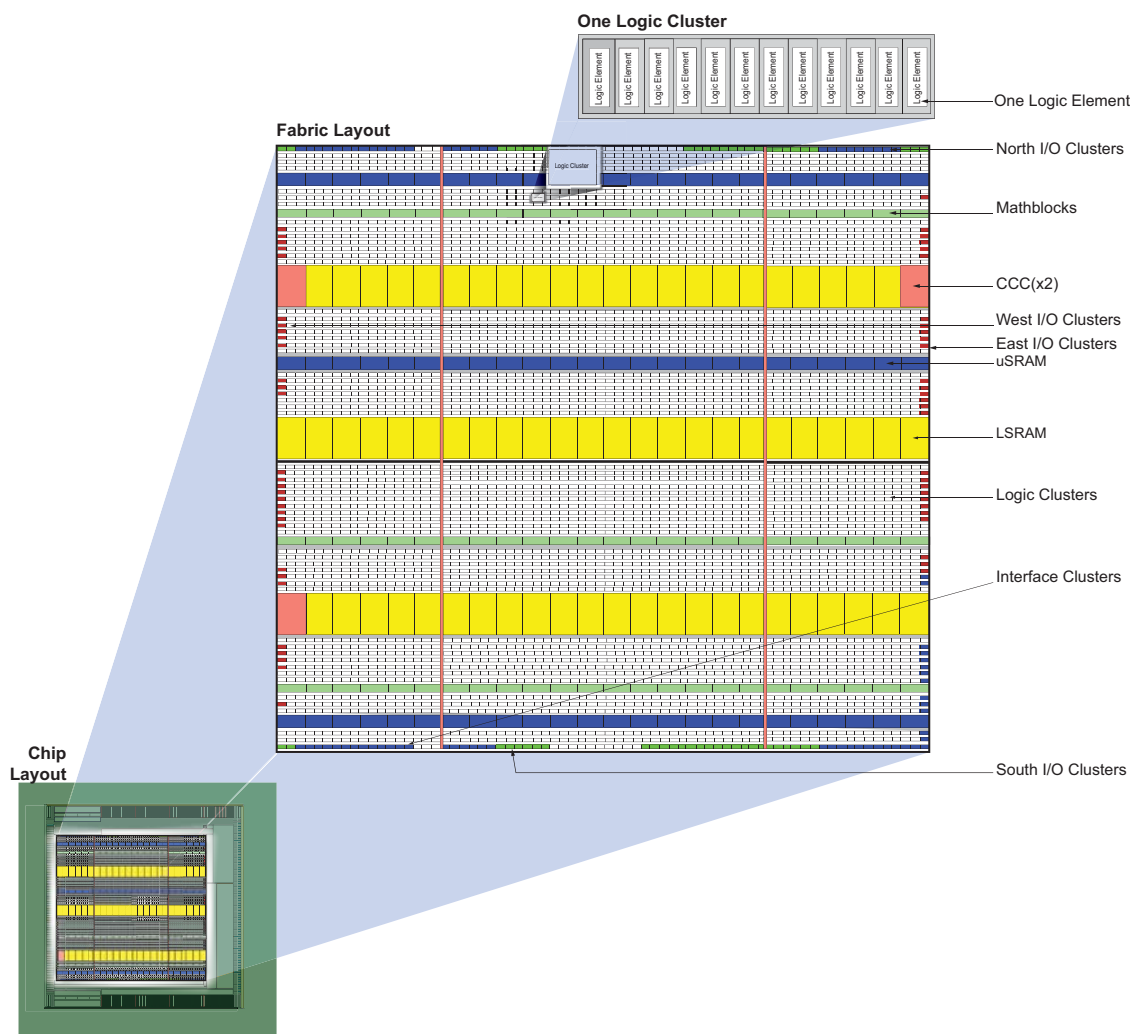 One Logic Cluster
Logic Element
Logic Element
Logic Element
Logic Element
Logic Element
Logic Element
Logic Element
Logic Element
Logic Element
Logic Element
Logic Element
Logic Element
One Logic Element
Fabric Layout
North I/O Clusters
Logic Cluster
Mathblocks
CCC(x2)
West I/O Clusters
East I/O Clusters
uSRAM
LSRAM
Logic Clusters
Interface Clusters
South I/O Clusters
Chip
Layout